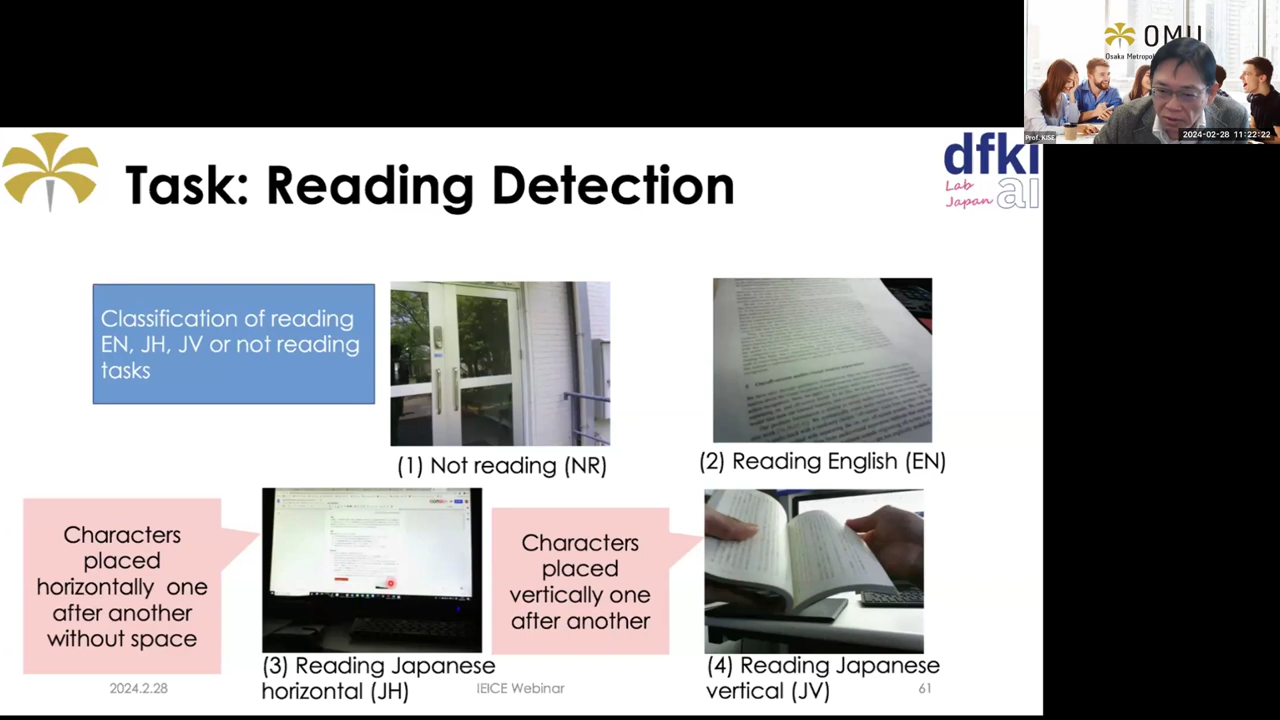 OMU
Osaka Metropol
Prof. KISE
2024-02-28 11:22:22
Task: Reading Detection
dfki
ai
Lab
Japan
Classification of reading
EN, JH, JV or not reading
tasks
(1) Not reading (NR)
(2) Reading English (EN)
Characters
placed
horizontally one
after another
without space
Characters
placed
vertically one
after another
(3) Reading Japanese
horizontal (JH)
(4) Reading Japanese
vertical (JV)
2024.2.28
IEICE Webinar
61